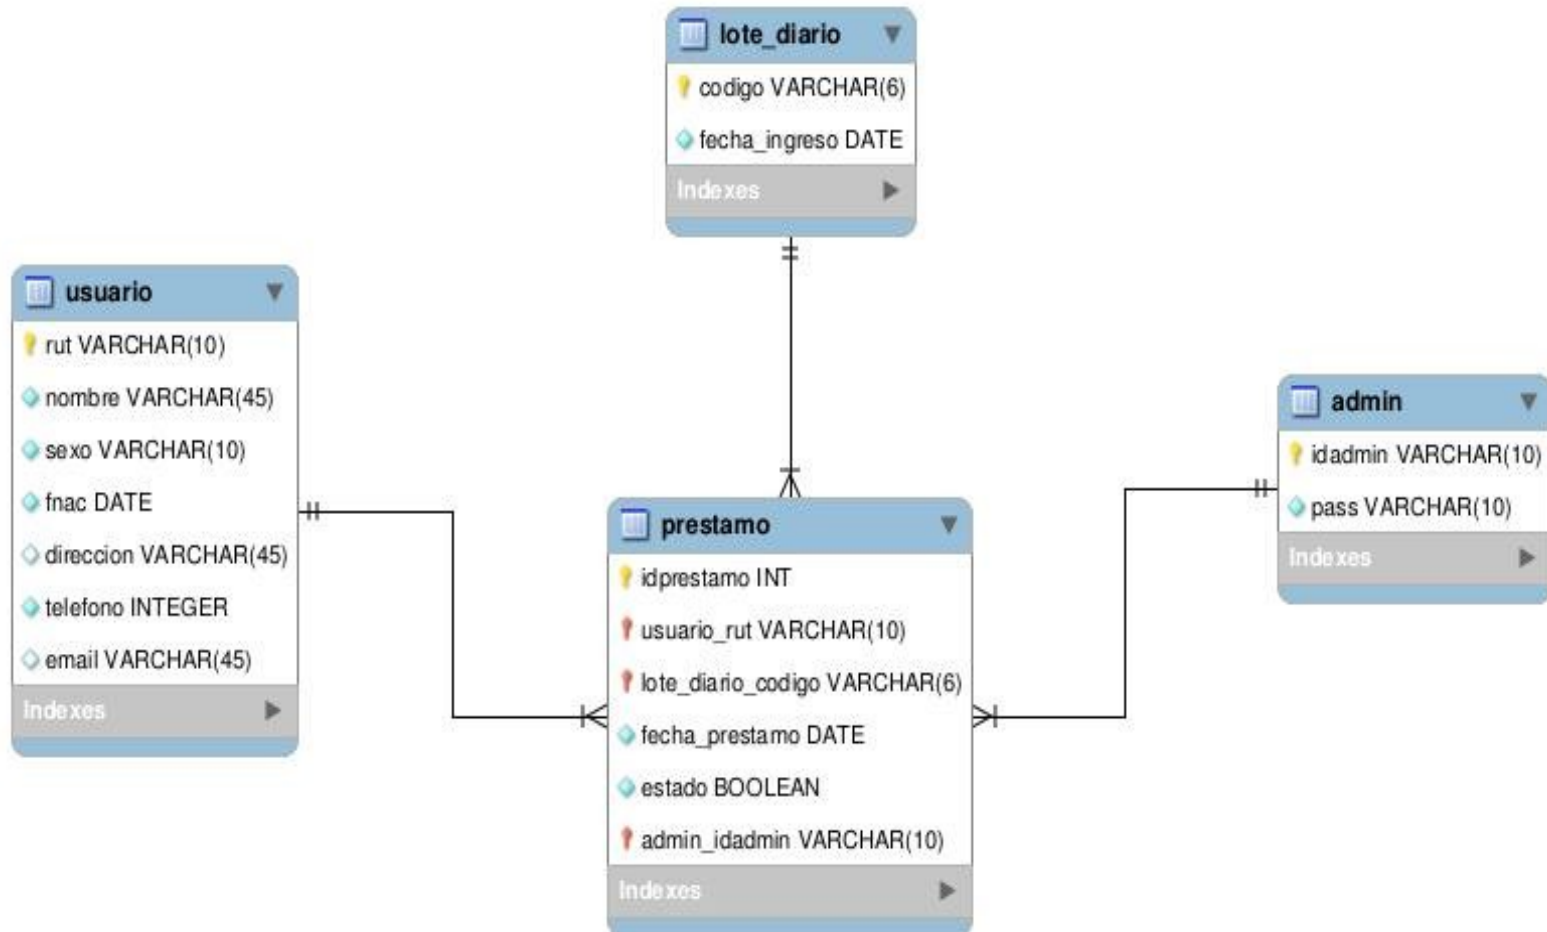 lote_diario
codigo VARCHAR(6)
fecha_ingreso DATE
Indexes
usuario
rut VARCHAR(10)
nombre VARCHAR(45)
sexo VARCHAR(10)
fnac DATE
direccion VARCHAR(45)
telefono INTEGER
email VARCHAR(45)
Indexes
prestamo
idprestamo INT
usuario_rut VARCHAR(10)
lote_diario_codigo VARCHAR(6)
fecha_prestamo DATE
estado BOOLEAN
admin_idadmin VARCHAR(10)
Indexes
admin
idadmin VARCHAR(10)
pass VARCHAR(10)
Indexes